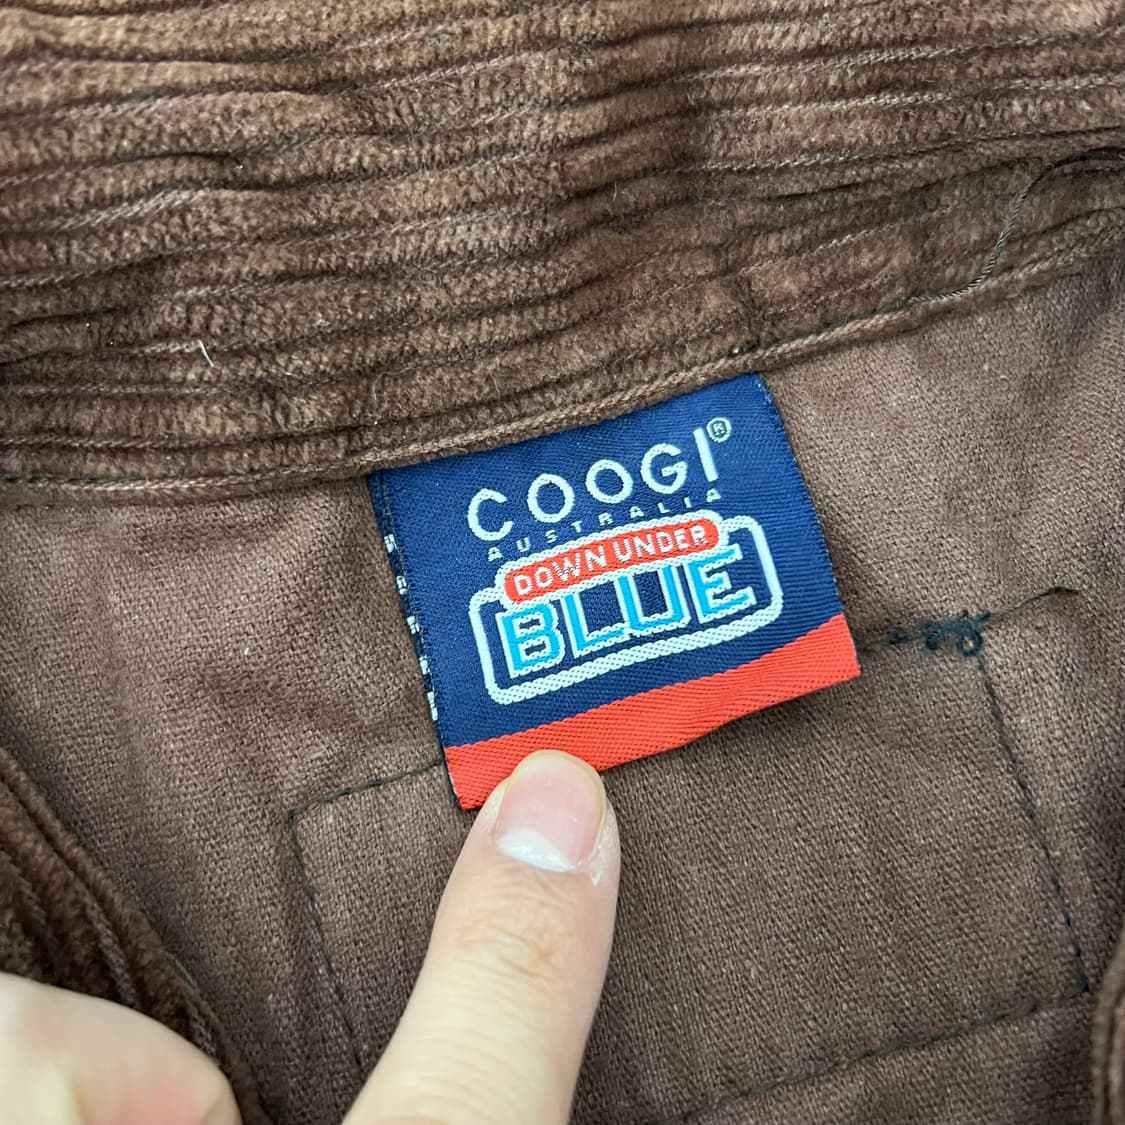 COOGI®
AUSTRALIA
DOWN UNDER
BLUE